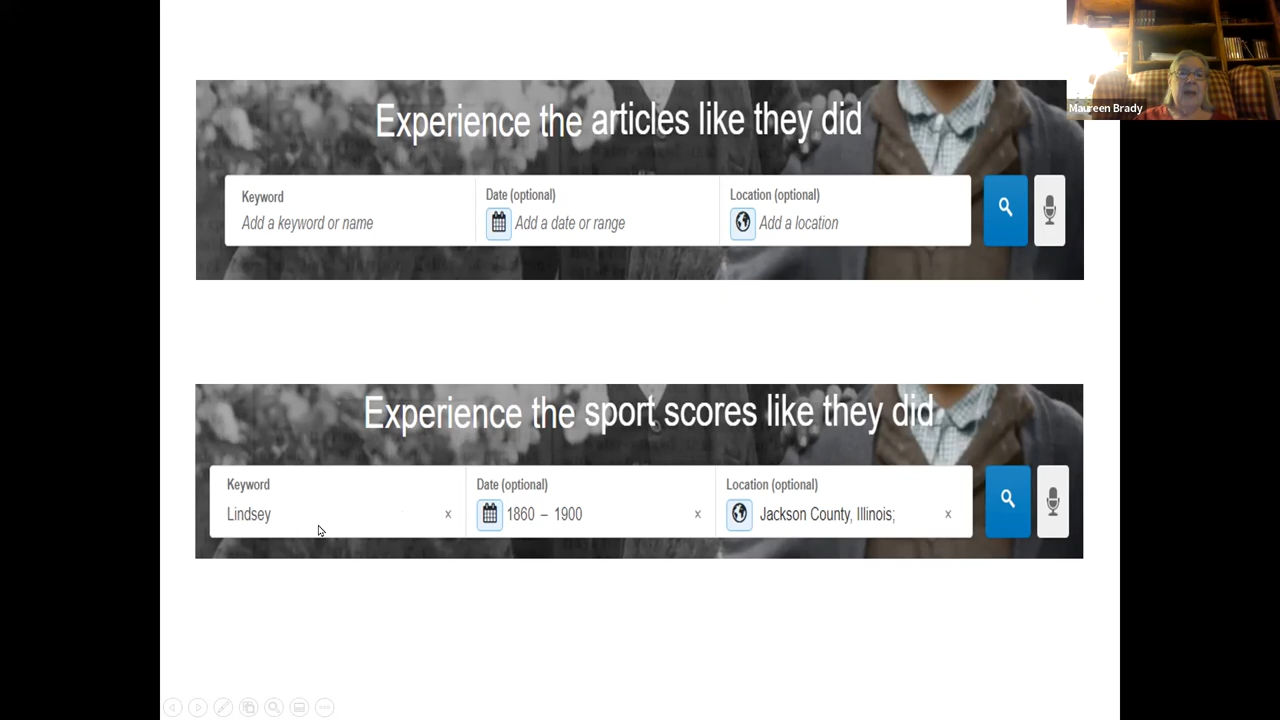 Maureen Brady
Experience the articles like they did
Keyword
Date (optional)
Location (optional)
Add a keyword or name
Add a date or range
Add a location
Experience the sport scores like they did
Keyword
Date (optional)
Location (optional)
Lindsey
x
1860 – 1900
x
Jackson County, Illinois;
x